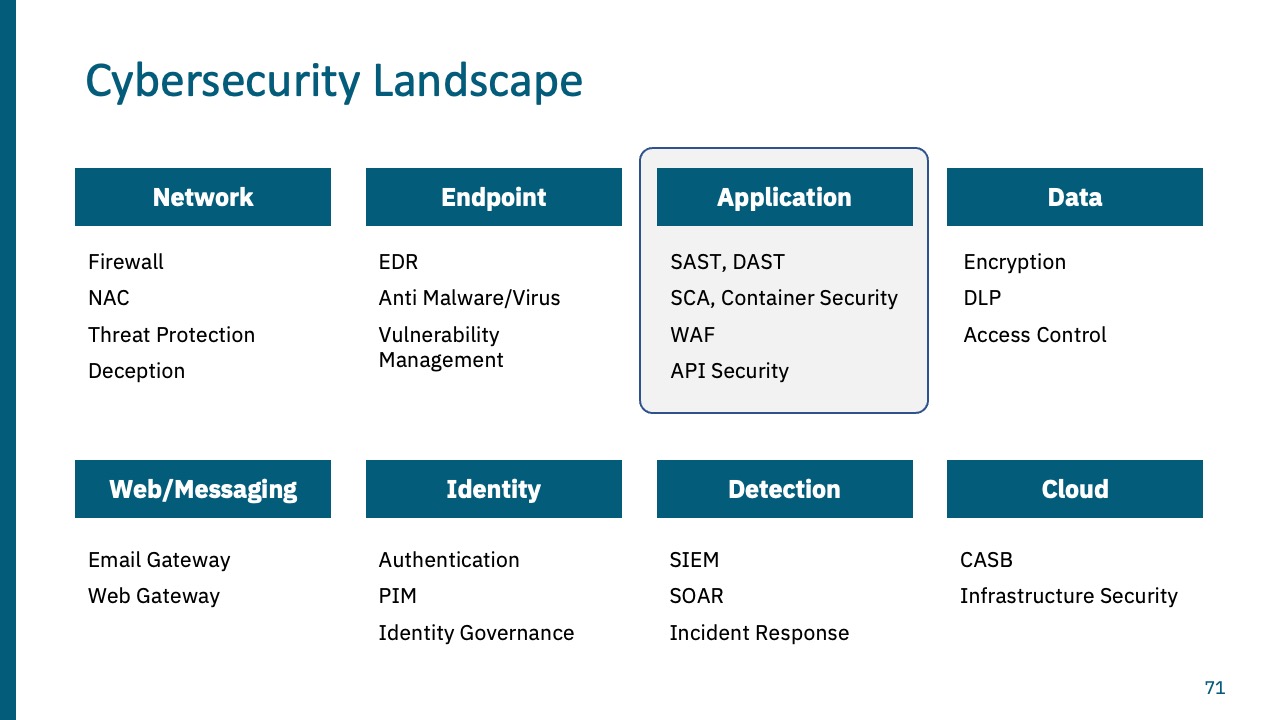 Cybersecurity Landscape
Network
Firewall
NAC
Threat Protection
Deception
Endpoint
EDR
Anti Malware/Virus
Vulnerability
Management
Application
SAST, DAST
SCA, Container Security
WAF
API Security
Data
Encryption
DLP
Access Control
Web/Messaging
Email Gateway
Web Gateway
Identity
Authentication
PIM
Identity Governance
Detection
SIEM
SOAR
Incident Response
Cloud
CASB
Infrastructure Security
71